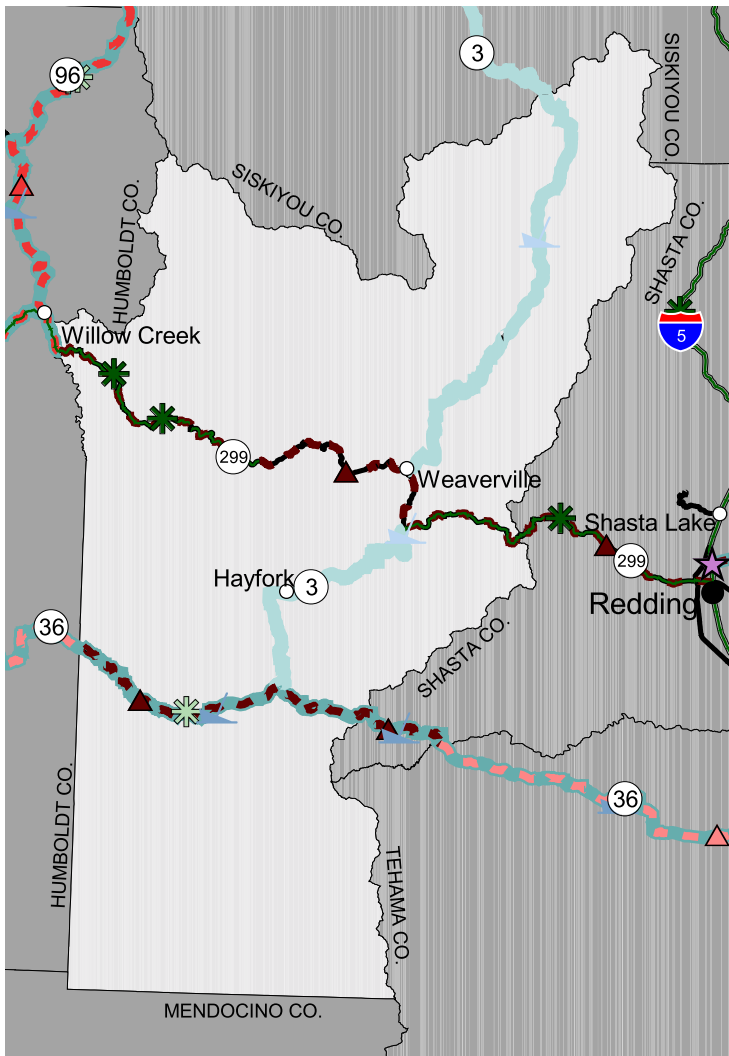 3
96
SISKIYOU CO.
SISKIYOU CO.
HUMBOLDT CO.
SHASTA CO.
Willow Creek
5
299
Weaverville
Shasta Lake
299
Hayfork
3
Redding
36
SHASTA CO.
36
HUMBOLDT CO.
TEHAMA CO.
MENDOCINO CO.